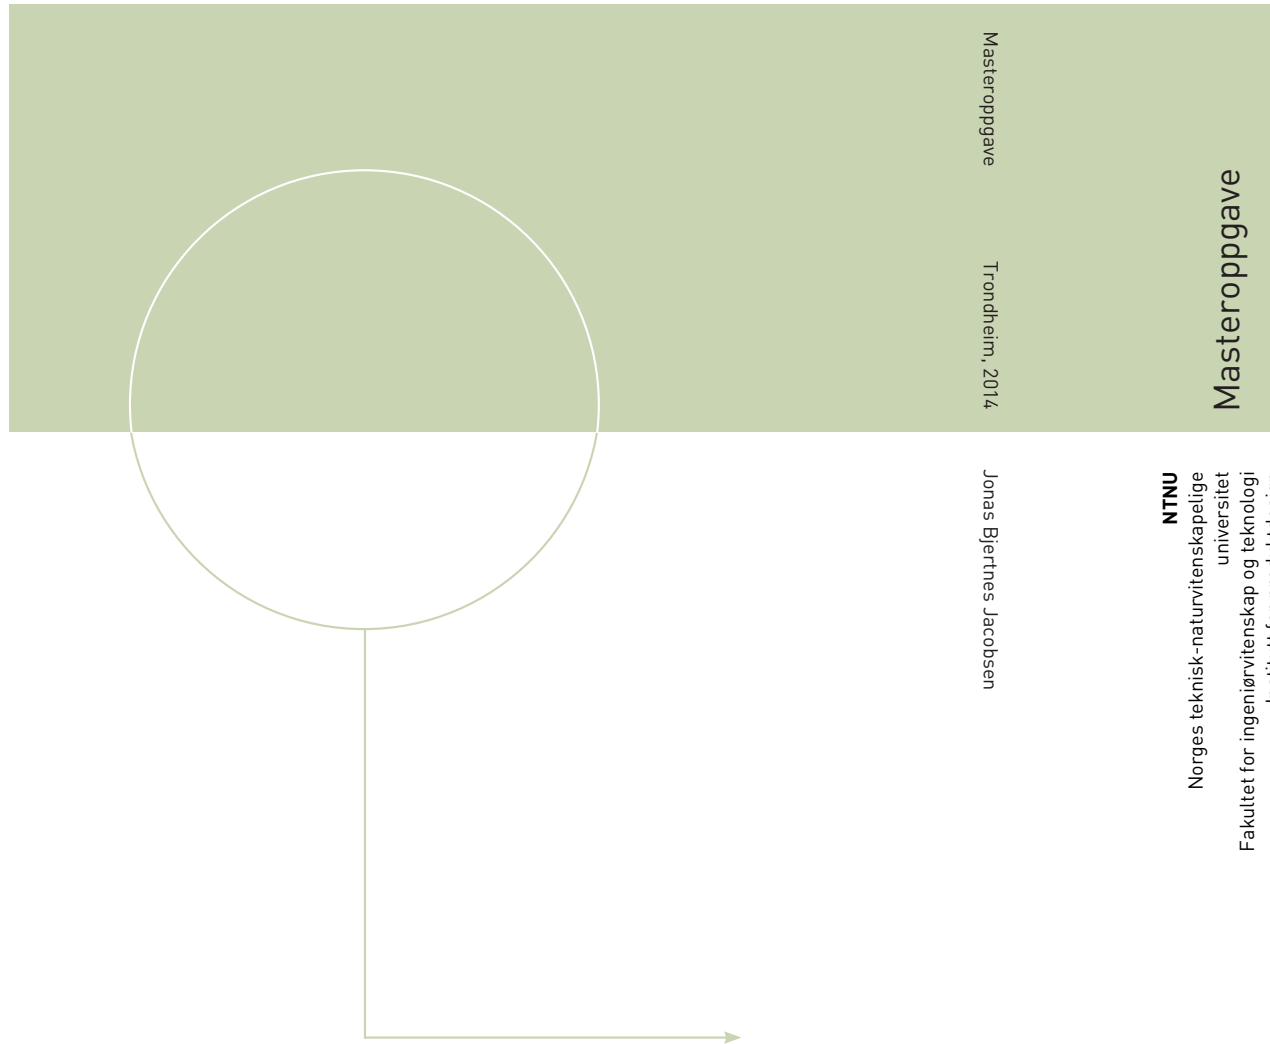 Masteroppgave
Trondheim, 2014
Jonas Bjertnes Jacobsen
Masteroppgave
NTNU
Norges teknisk-naturvitenskapelige
universitet
Fakultet for ingeniørvitenskap og teknologi